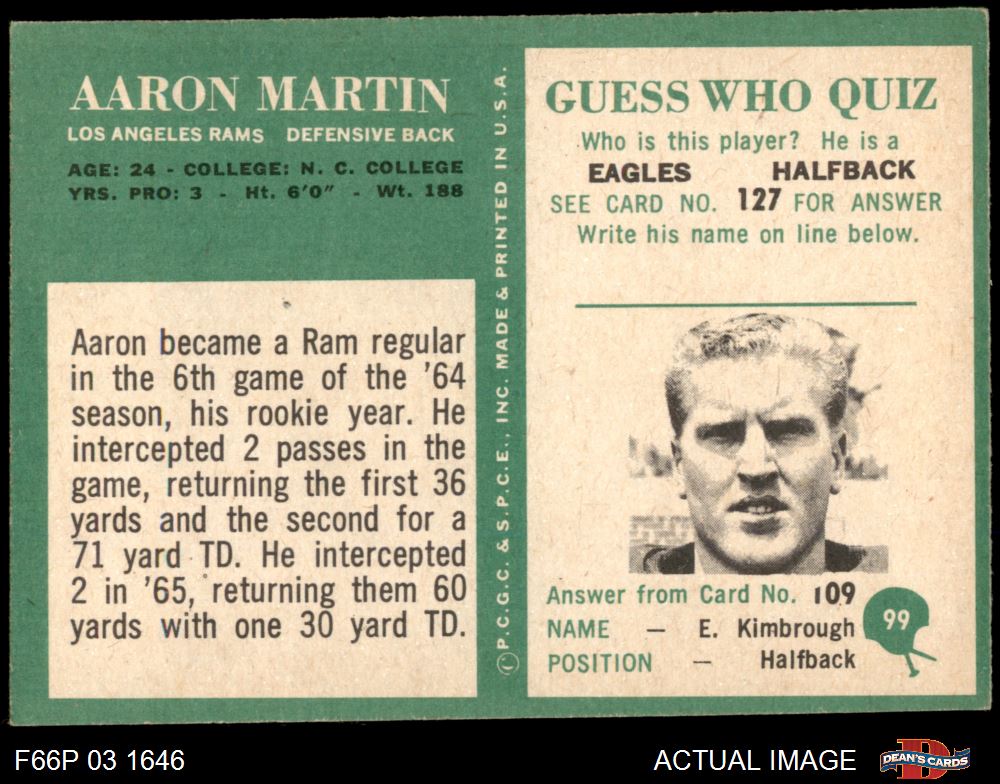 AARON MARTIN
LOS ANGELES RAMS DEFENSIVE BACK
AGE: 24 - COLLEGE: N. C. COLLEGE
YRS. PRO: 3 - Ht. 6'0" - Wt. 188
Aaron became a Ram regular
in the 6th game of the '64
season, his rookie year. He
intercepted 2 passes in the
game, returning the first 36
yards and the second for a
71 yard TD. He intercepted
2 in '65, returning them 60
yards with one 30 yard TD.
© P.C.G.C. & S.P.C.E., INC. MADE & PRINTED IN U.S.A.
GUESS WHO QUIZ
Who is this player? He is a
EAGLES HALFBACK
SEE CARD NO. 127 FOR ANSWER
Write his name on line below.
Answer from Card No. 109
NAME — E. Kimbrough
POSITION — Halfback
99
F66P 03 1646
ACTUAL IMAGE
D
DEAN'S CARDS